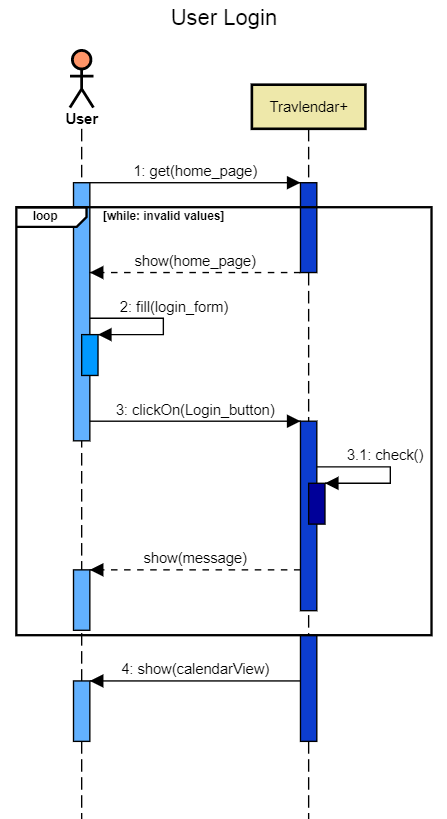 User Login
User
Travlendar+
1: get(home_page)
loop
[while: invalid values]
show(home_page)
2: fill(login_form)
3: clickOn(Login_button)
3.1: check()
show(message)
4: show(calendarView)